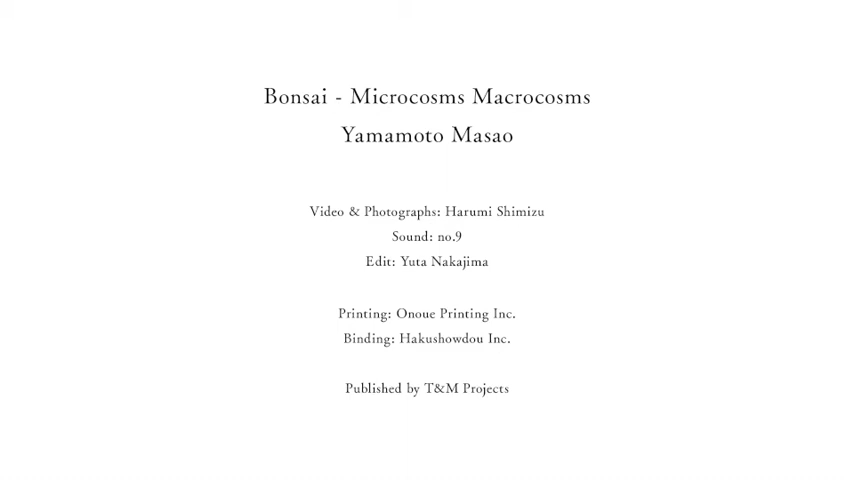 Bonsai - Microcosms Macrocosms
Yamamoto Masao
Video & Photographs: Harumi Shimizu
Sound: no.9
Edit: Yuta Nakajima
Printing: Onoue Printing Inc.
Binding: Hakushowdou Inc.
Published by T&M Projects